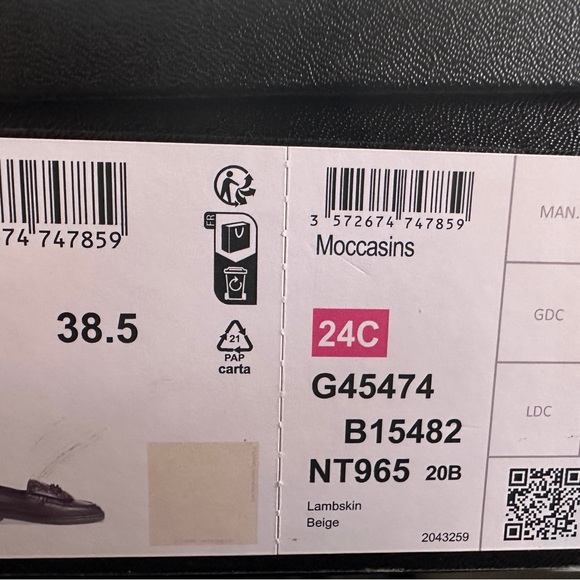 74 747859
38.5
FR
21
PAP
carta
3 572674 747859
Moccasins
24C
G45474
B15482
NT965 20B
Lambskin
Beige
2043259
MAN.
GDC
LDC